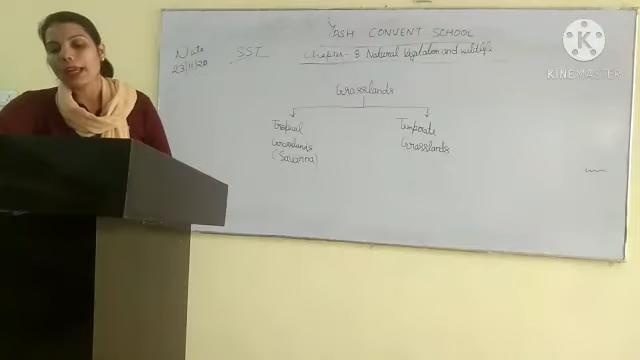 YASH CONVENT SCHOOL
Date
23/11/20
SST
Chapter - 8 Natural Vegetation and wildlife
Grasslands
Tropical
Grasslands
(Savanna)
Temperate
Grasslands
KINEMASTER